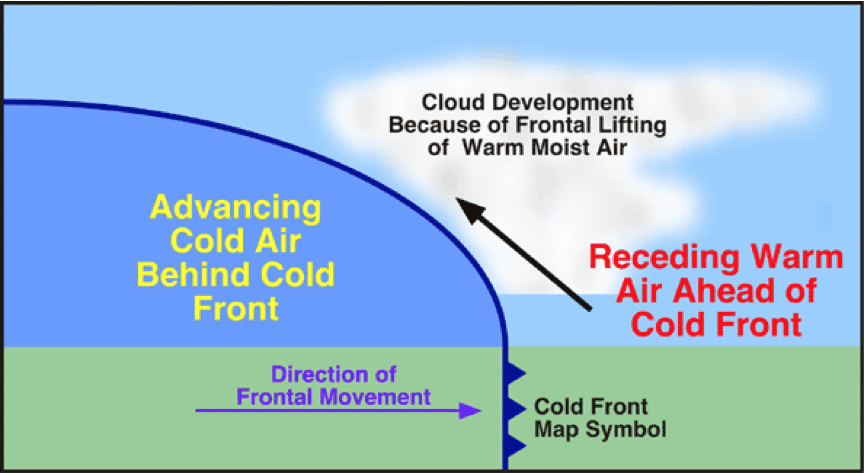 Cloud Development
Because of Frontal Lifting
of Warm Moist Air
Advancing
Cold Air
Behind Cold
Front
Receding Warm
Air Ahead of
Cold Front
Direction of
Frontal Movement
Cold Front
Map Symbol